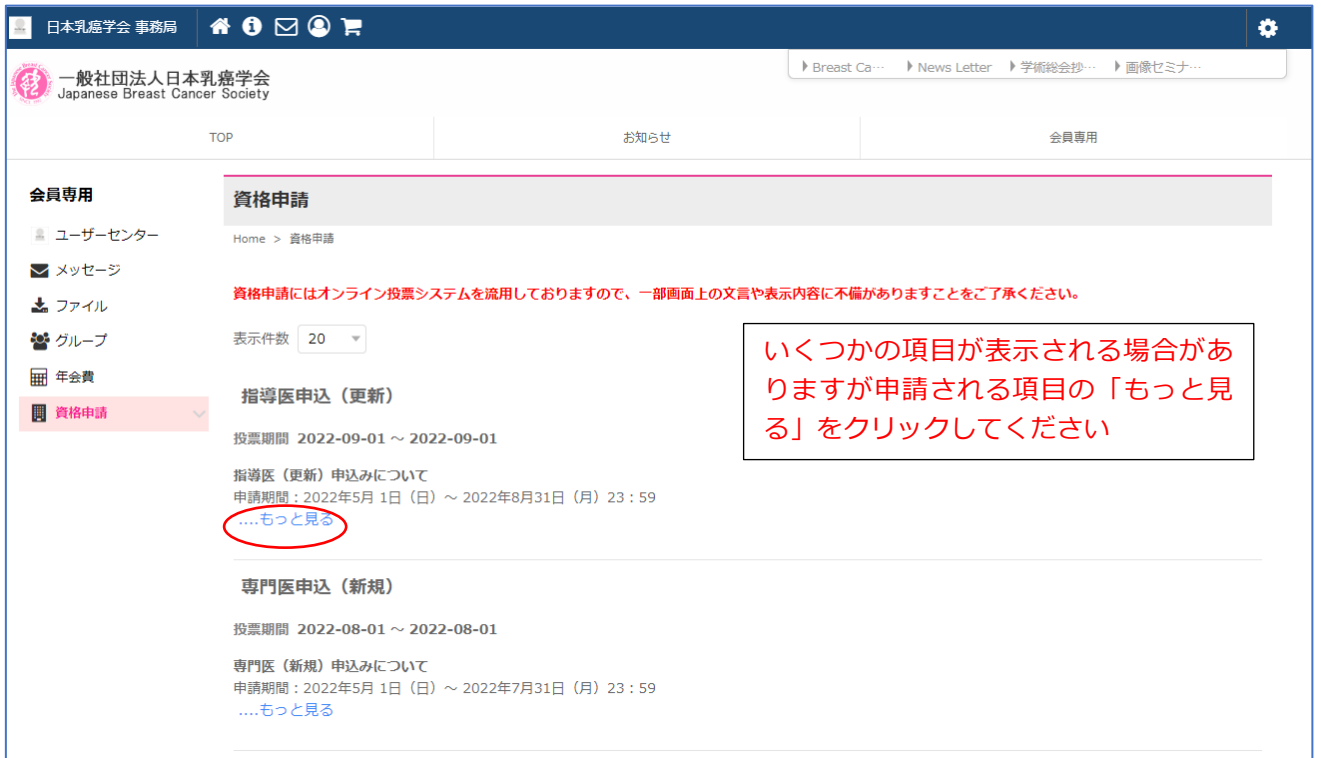 日本乳癌学会 事務局
一般社団法人日本乳癌学会
Japanese Breast Cancer Society
Breast Ca…
News Letter
学術総会抄…
画像セミナ…
TOP
お知らせ
会員専用
会員専用
ユーザーセンター
メッセージ
ファイル
グループ
年会費
資格申請
資格申請
Home > 資格申請
資格申請にはオンライン投票システムを流用しておりますので、一部画面上の文言や表示内容に不備がありますことをご了承ください。
表示件数 20
いくつかの項目が表示される場合があ
りますが申請される項目の「もっと見
る」をクリックしてください
指導医申込（更新）
投票期間 2022-09-01 ～ 2022-09-01
指導医（更新）申込みについて
申請期間：2022年5月 1日（日）～ 2022年8月31日（月）23：59
....もっと見る
専門医申込（新規）
投票期間 2022-08-01 ～ 2022-08-01
専門医（新規）申込みについて
申請期間：2022年5月 1日（日）～ 2022年7月31日（月）23：59
....もっと見る